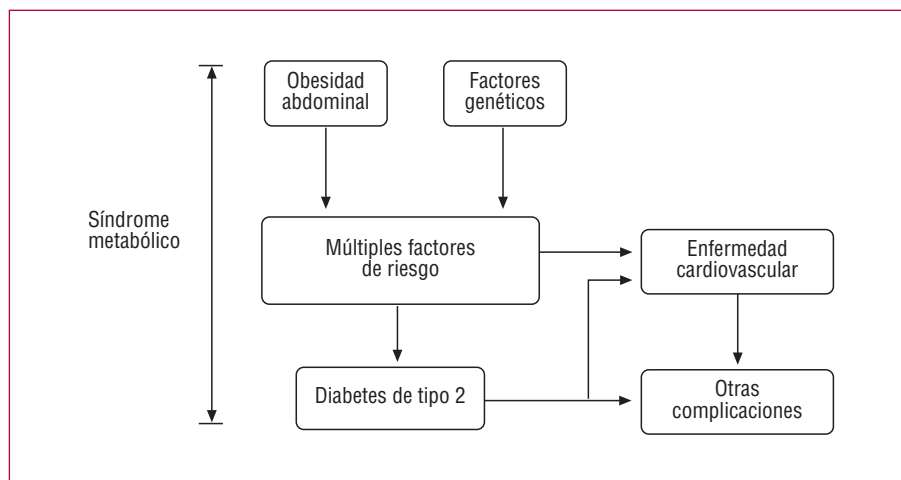 Obesidad
abdominal
Factores
genéticos
Síndrome
metabólico
Múltiples factores
de riesgo
Enfermedad
cardiovascular
Diabetes de tipo 2
Otras
complicaciones